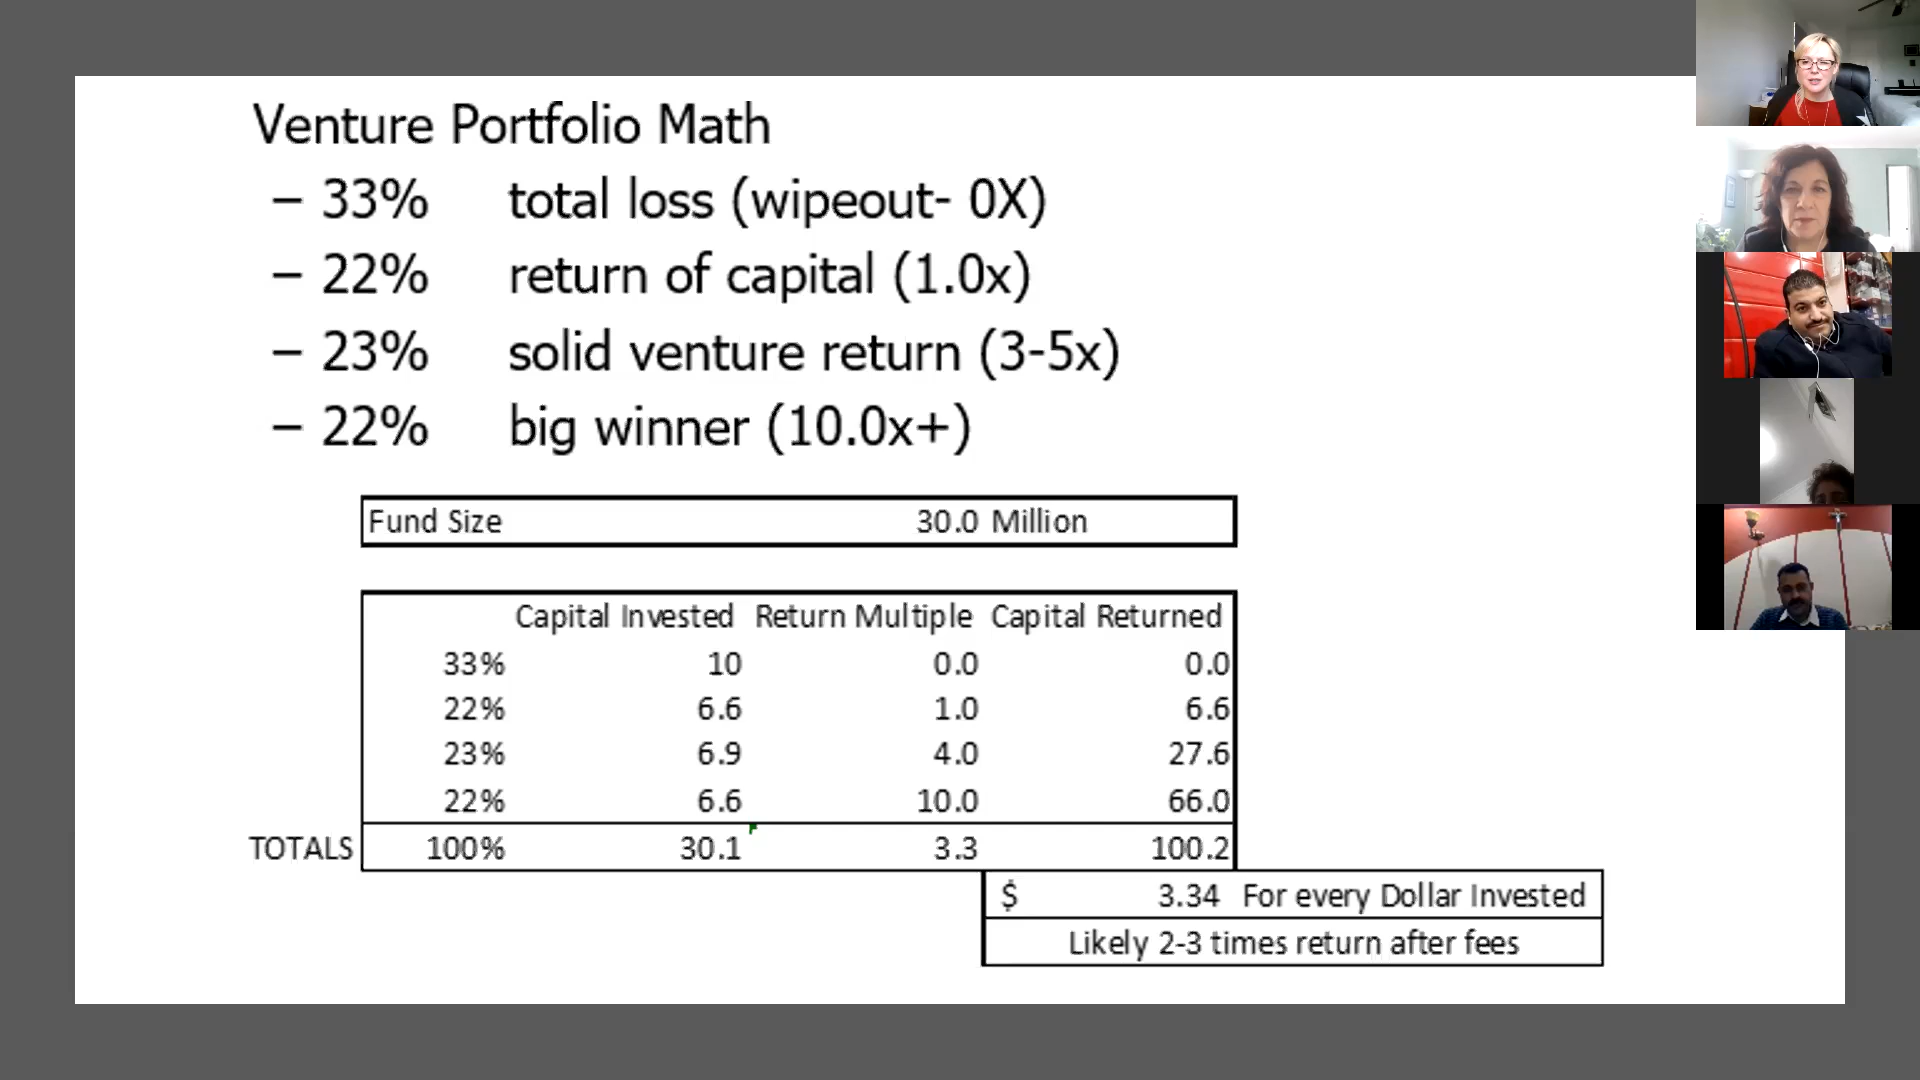 Venture Portfolio Math
– 33% total loss (wipeout- 0X)
– 22% return of capital (1.0x)
– 23% solid venture return (3-5x)
– 22% big winner (10.0x+)
Fund Size 30.0 Million
Capital Invested Return Multiple Capital Returned
33% 10 0.0 0.0
22% 6.6 1.0 6.6
23% 6.9 4.0 27.6
22% 6.6 10.0 66.0
TOTALS 100% 30.1 3.3 100.2
$ 3.34 For every Dollar Invested
Likely 2-3 times return after fees